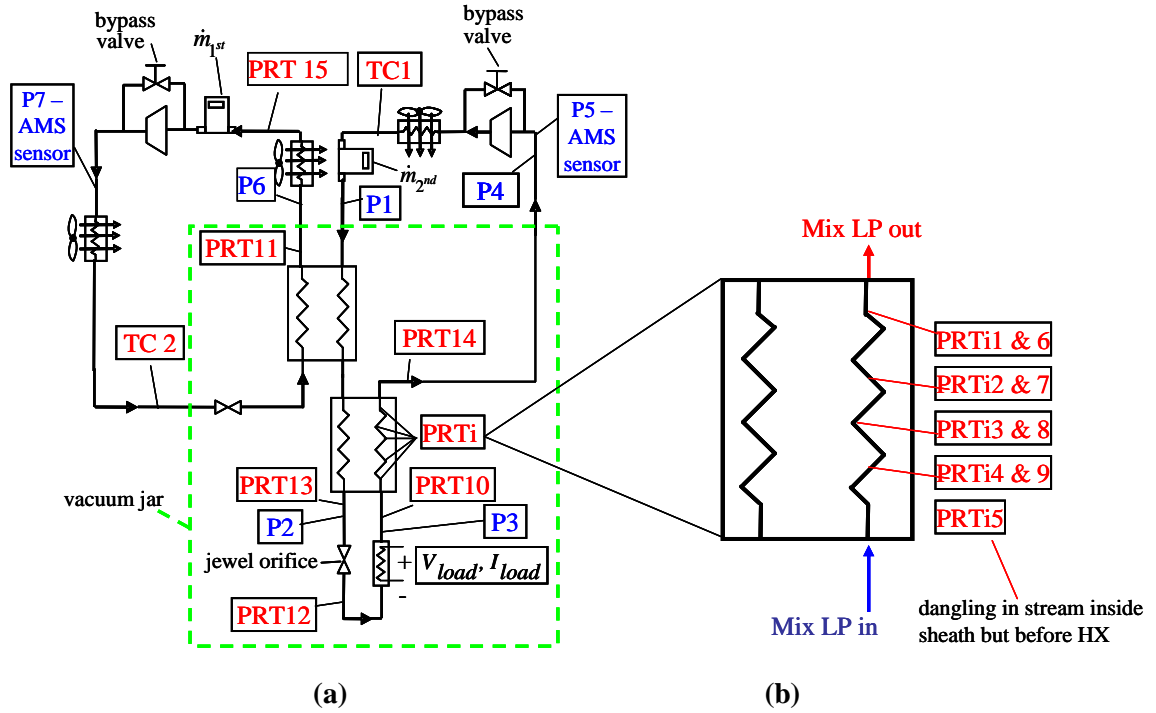 bypass
valve
ṁ1st
PRT 15
TC1
bypass
valve
P7 –
AMS
sensor
P5 –
AMS
sensor
P6
ṁ2nd
P4
P1
PRT11
Mix LP out
TC 2
PRT14
PRTi1 & 6
PRTi2 & 7
PRTi
PRTi3 & 8
PRTi4 & 9
PRT13
PRT10
vacuum jar
P2
P3
PRTi5
jewel orifice
+
Vload, Iload
-
PRT12
Mix LP in
dangling in stream inside
sheath but before HX
(a)
(b)